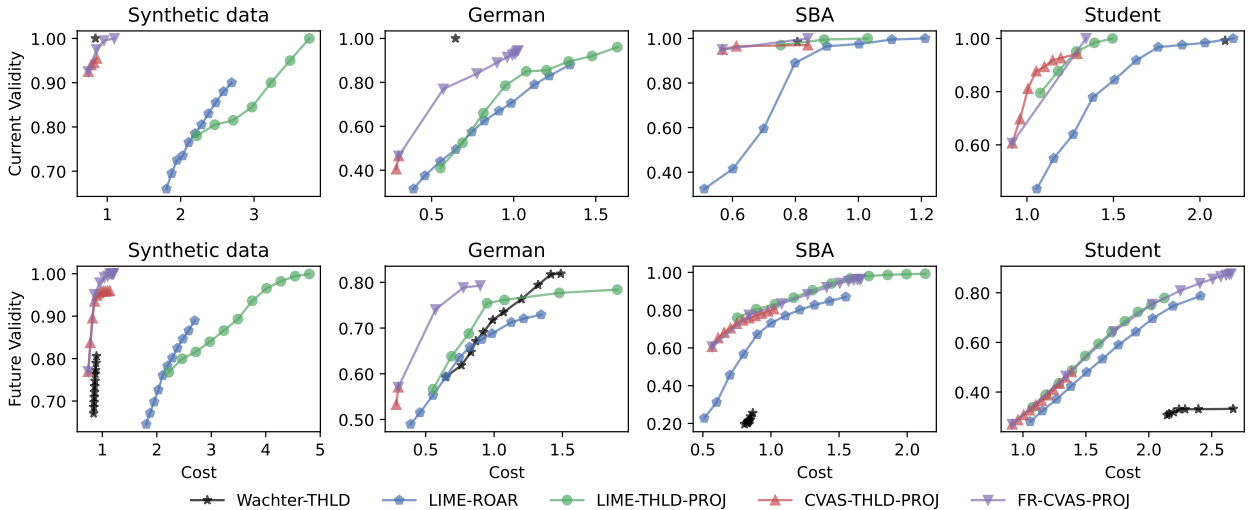 Synthetic data German SBA Student
Current Validity
1.00 0.90 0.80 0.70
1 2 3
1.00 0.80 0.60 0.40
0.5 1.0 1.5
1.00 0.80 0.60 0.40
0.6 0.8 1.0 1.2
1.00 0.80 0.60
1.0 1.5 2.0
Synthetic data German SBA Student
Future Validity
1.00 0.90 0.80 0.70
1 2 3 4 5
0.80 0.70 0.60 0.50
0.5 1.0 1.5
1.00 0.80 0.60 0.40 0.20
0.5 1.0 1.5 2.0
0.80 0.60 0.40
1.0 1.5 2.0 2.5
Cost Cost Cost Cost
Wachter-THLD LIME-ROAR LIME-THLD-PROJ CVAS-THLD-PROJ FR-CVAS-PROJ